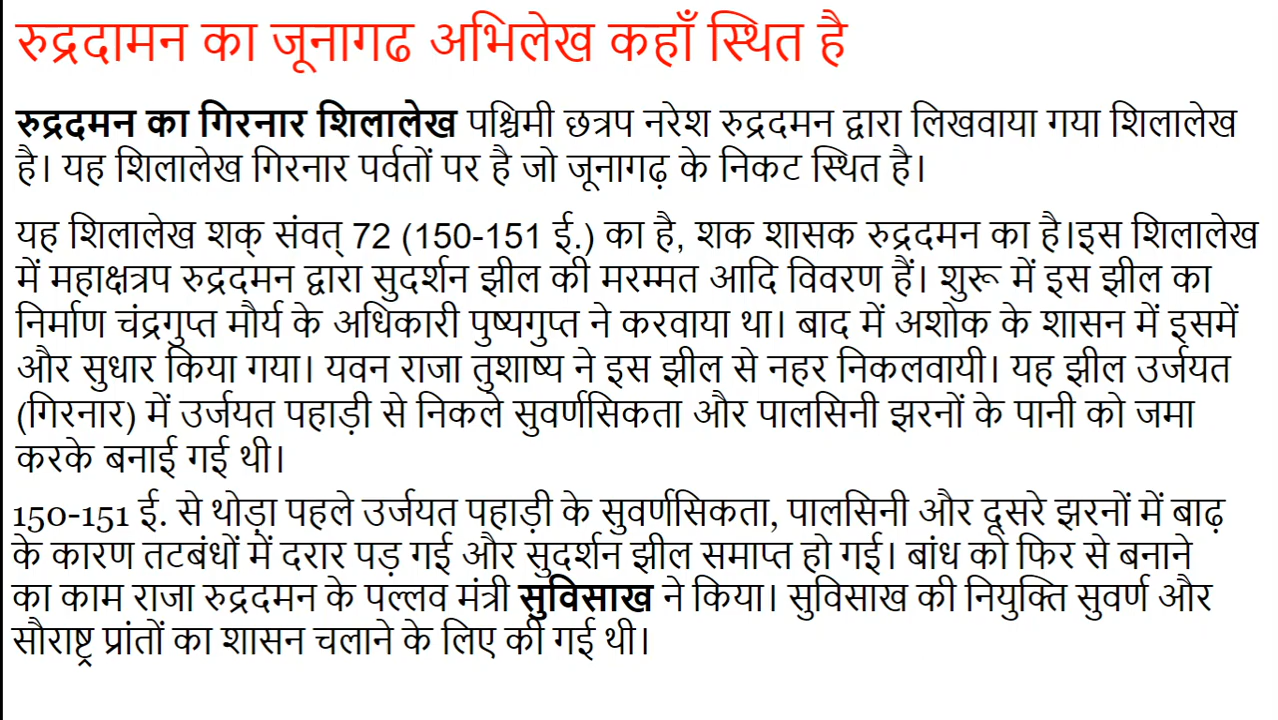 रुद्रदामन का जूनागढ अभिलेख कहाँ स्थित है
रुद्रदमन का गिरनार शिलालेख पश्चिमी छत्रप नरेश रुद्रदमन द्वारा लिखवाया गया शिलालेख
है। यह शिलालेख गिरनार पर्वतों पर है जो जूनागढ़ के निकट स्थित है।
यह शिलालेख शक् संवत् 72 (150-151 ई.) का है, शक शासक रुद्रदमन का है।इस शिलालेख
में महाक्षत्रप रुद्रदमन द्वारा सुदर्शन झील की मरम्मत आदि विवरण हैं। शुरू में इस झील का
निर्माण चंद्रगुप्त मौर्य के अधिकारी पुष्यगुप्त ने करवाया था। बाद में अशोक के शासन में इसमें
और सुधार किया गया। यवन राजा तुशाष्य ने इस झील से नहर निकलवायी। यह झील उर्जयत
(गिरनार) में उर्जयत पहाड़ी से निकले सुवर्णसिकता और पालसिनी झरनों के पानी को जमा
करके बनाई गई थी।
150-151 ई. से थोड़ा पहले उर्जयत पहाड़ी के सुवर्णसिकता, पालसिनी और दूसरे झरनों में बाढ़
के कारण तटबंधों में दरार पड़ गई और सुदर्शन झील समाप्त हो गई। बांध को फिर से बनाने
का काम राजा रुद्रदमन के पल्लव मंत्री सुविसाख ने किया। सुविसाख की नियुक्ति सुवर्ण और
सौराष्ट्र प्रांतों का शासन चलाने के लिए की गई थी।